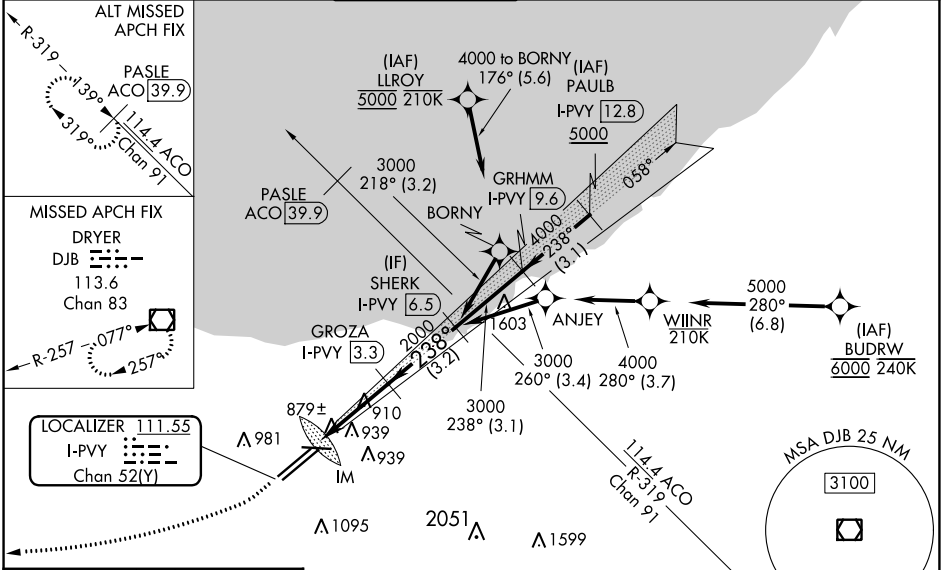 ALT MISSED
APCH FIX
R-319
139°
PASLE
ACO 39.9
319°
114.4 ACO
Chan 91
MISSED APCH FIX
DRYER
DJB
113.6
Chan 83
R-257
077°
257°
LOCALIZER 111.55
I-PVY
Chan 52(Y)
(IAF)
LLROY
5000 210K
4000 to BORNY
176° (5.6)
(IAF)
PAULB
I-PVY 12.8
5000
058°
3000
218° (3.2)
GRHMM
I-PVY 9.6
PASLE
ACO 39.9
BORNY
4000
238°
(3.1)
(IF)
SHERK
I-PVY 6.5
1603
ANJEY
WIINR
210K
5000
280°
(6.8)
(IAF)
BUDRW
6000 240K
GROZA
I-PVY 3.3
2000
238°
(3.2)
3000
260° (3.4)
4000
280° (3.7)
3000
238° (3.1)
879±
910
939
981
939
IM
114.4 ACO
R-319
Chan 91
MSA DJB 25 NM
3100
1095
2051
1599